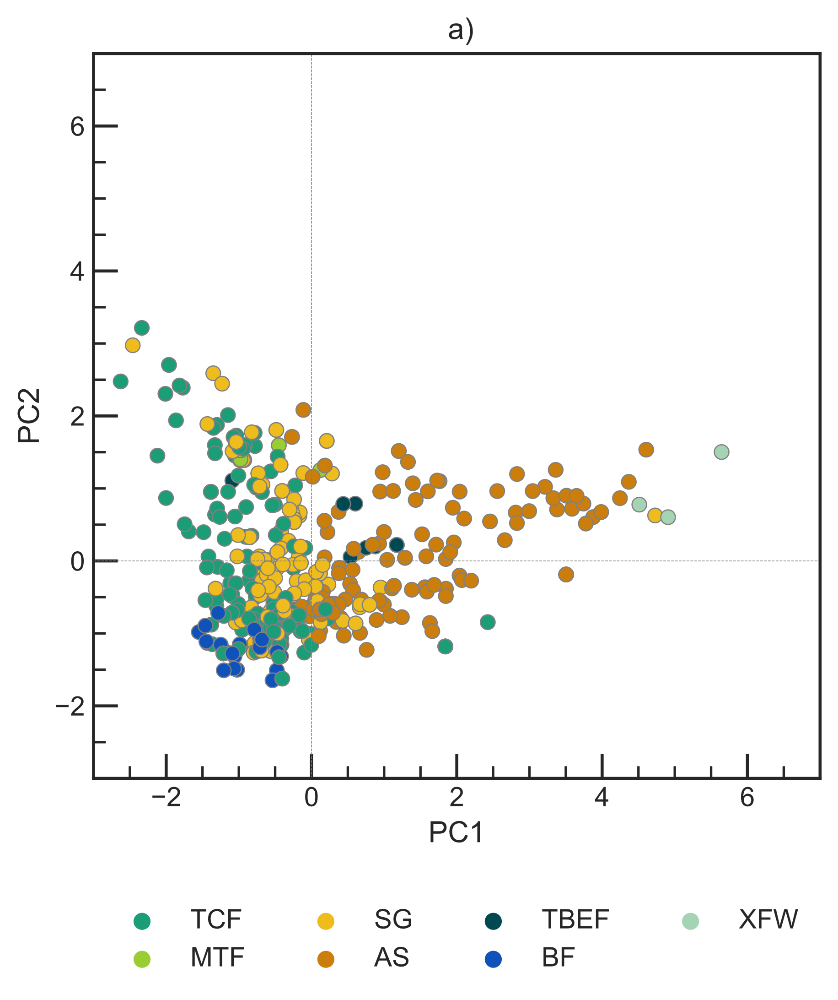 a)
6
4
2
0
−2
PC2
−2 0 2 4 6
PC1
TCF SG TBEF XFW
MTF AS BF